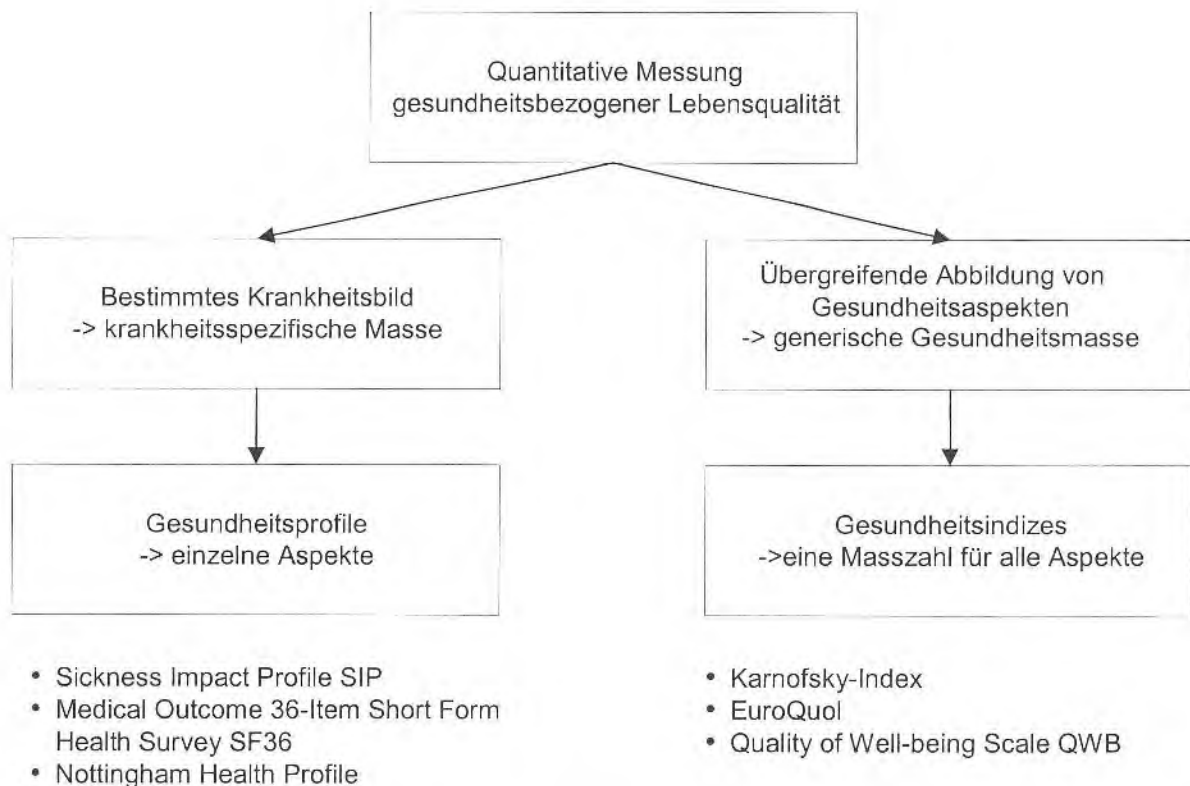 Quantitative Messung
gesundheitsbezogener Lebensqualität
Bestimmtes Krankheitsbild
-> krankheitsspezifische Masse
Übergreifende Abbildung von
Gesundheitsaspekten
-> generische Gesundheitsmasse
Gesundheitsprofile
-> einzelne Aspekte
Gesundheitsindizes
->eine Masszahl für alle Aspekte
• Sickness Impact Profile SIP
• Medical Outcome 36-Item Short Form
Health Survey SF36
• Nottingham Health Profile
• Karnofsky-Index
• EuroQuol
• Quality of Well-being Scale QWB